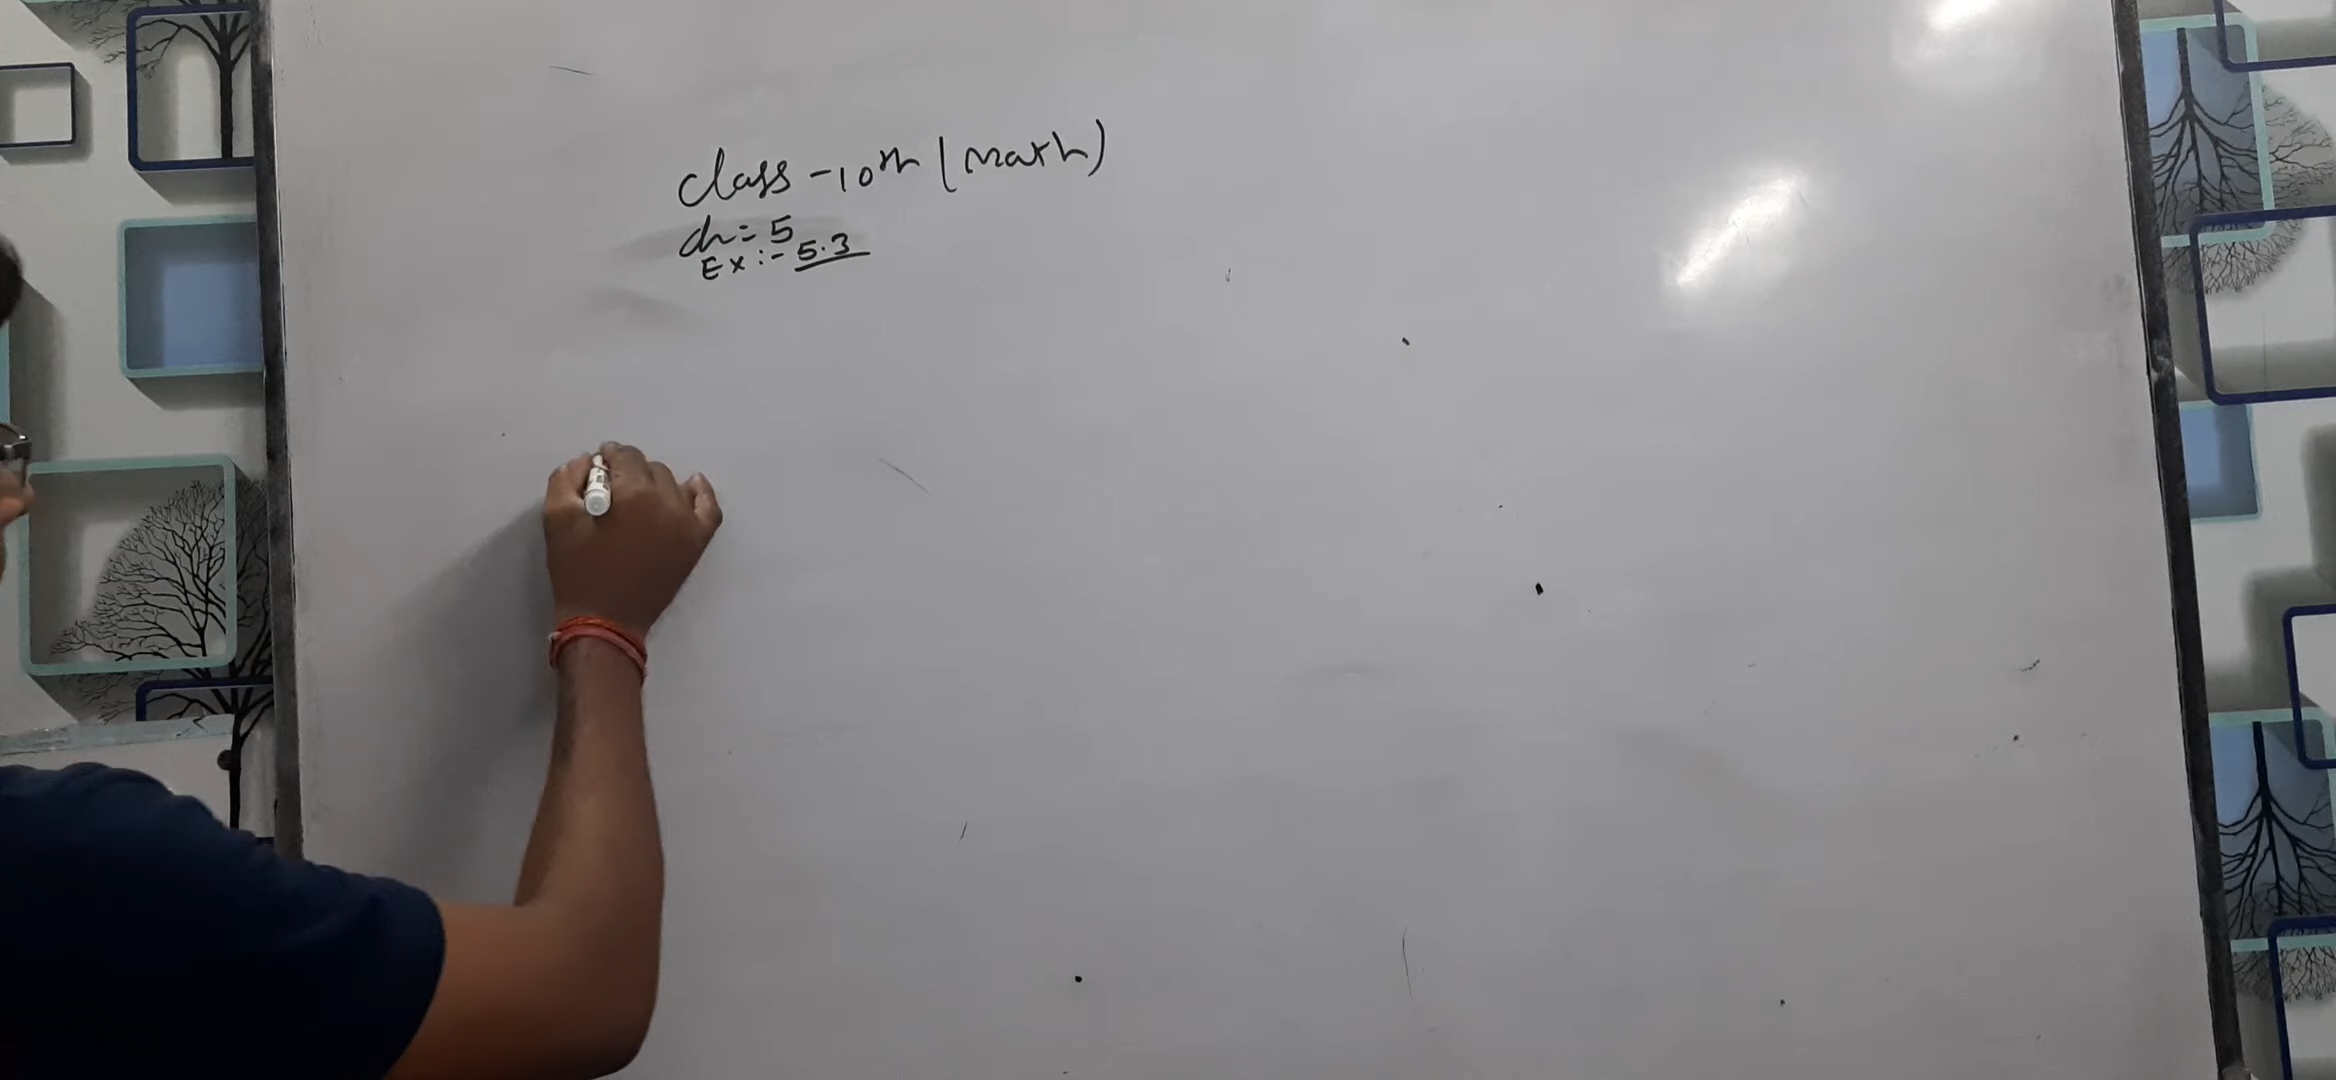 class -10th (math)
ch = 5
Ex :- 5.3